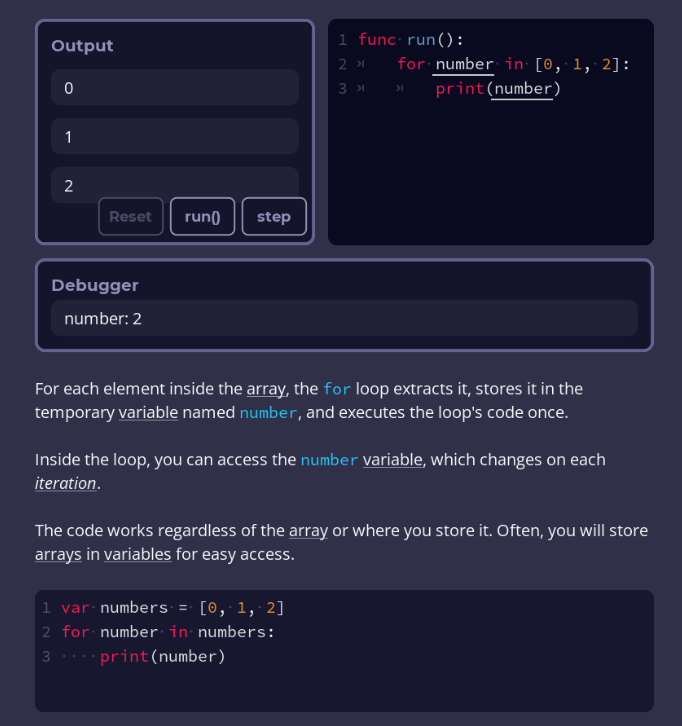 Output
0
1
2
Reset run() step
1 func run():
2 for number in [0, 1, 2]:
3 print(number)
Debugger
number: 2
For each element inside the array, the for loop extracts it, stores it in the
temporary variable named number, and executes the loop's code once.
Inside the loop, you can access the number variable, which changes on each
iteration.
The code works regardless of the array or where you store it. Often, you will store
arrays in variables for easy access.
1 var numbers = [0, 1, 2]
2 for number in numbers:
3 print(number)